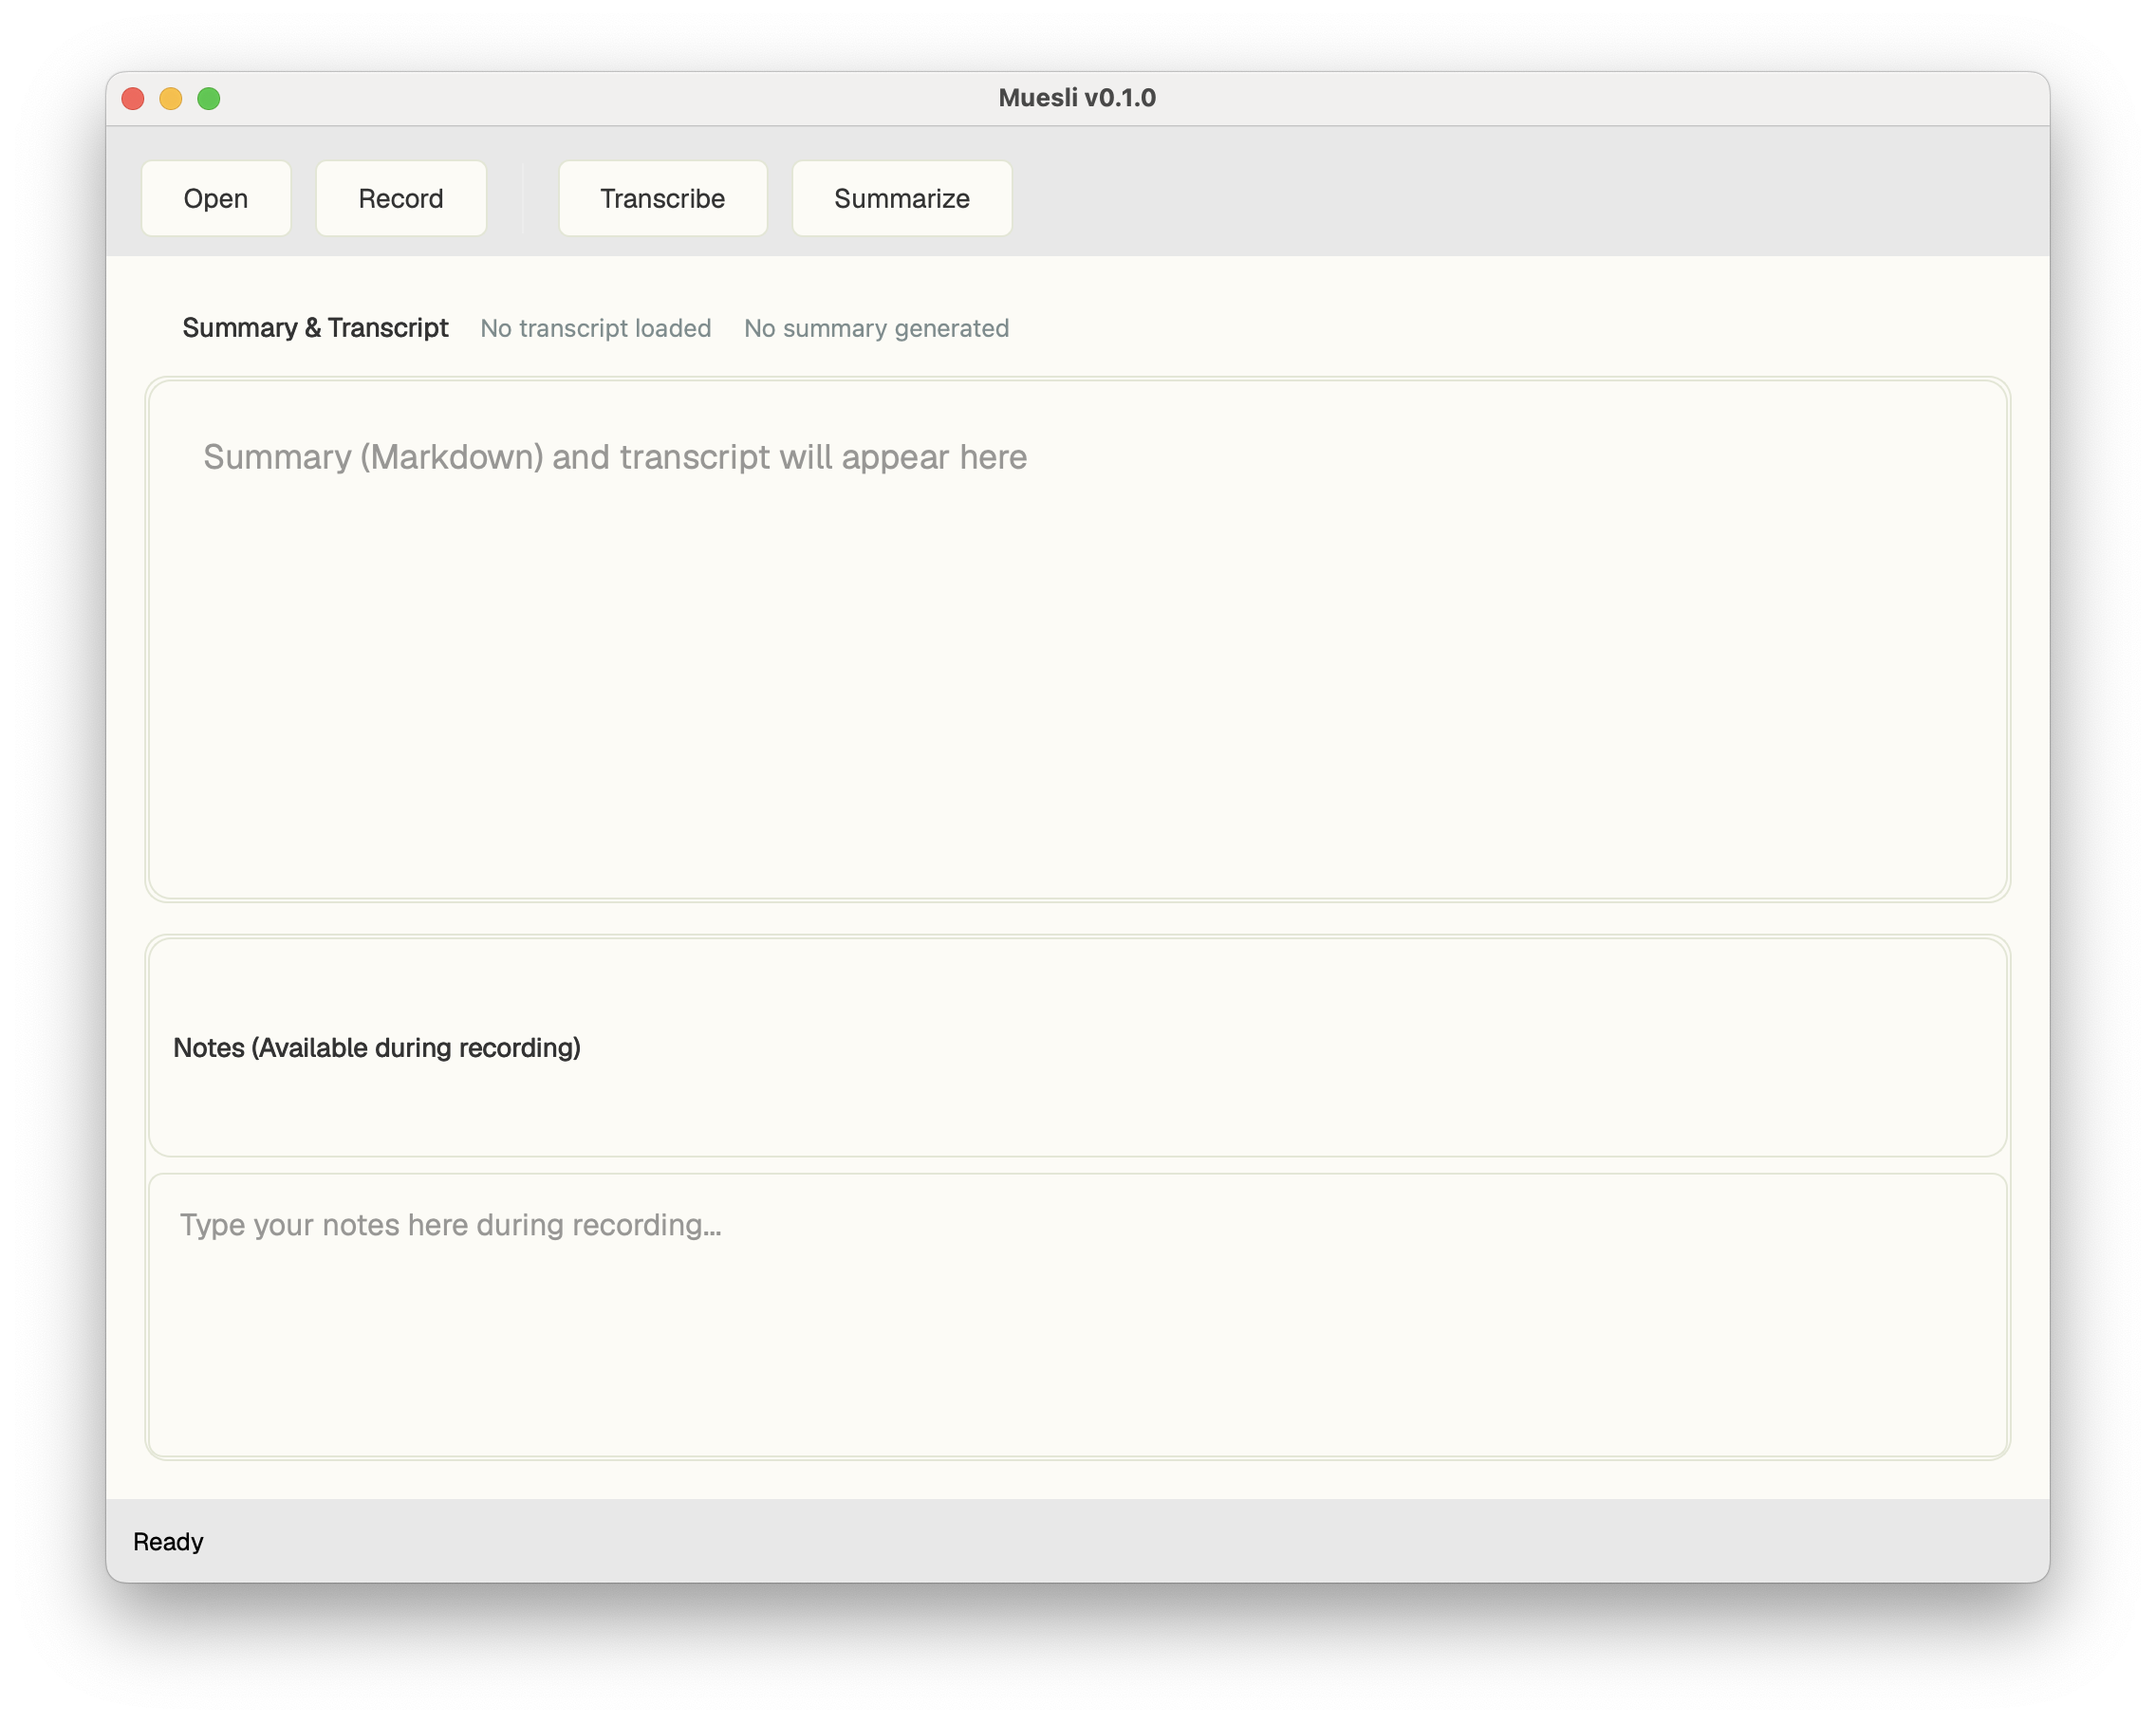 Muesli v0.1.0
Open Record Transcribe Summarize
Summary & Transcript No transcript loaded No summary generated
Summary (Markdown) and transcript will appear here
Notes (Available during recording)
Type your notes here during recording...
Ready